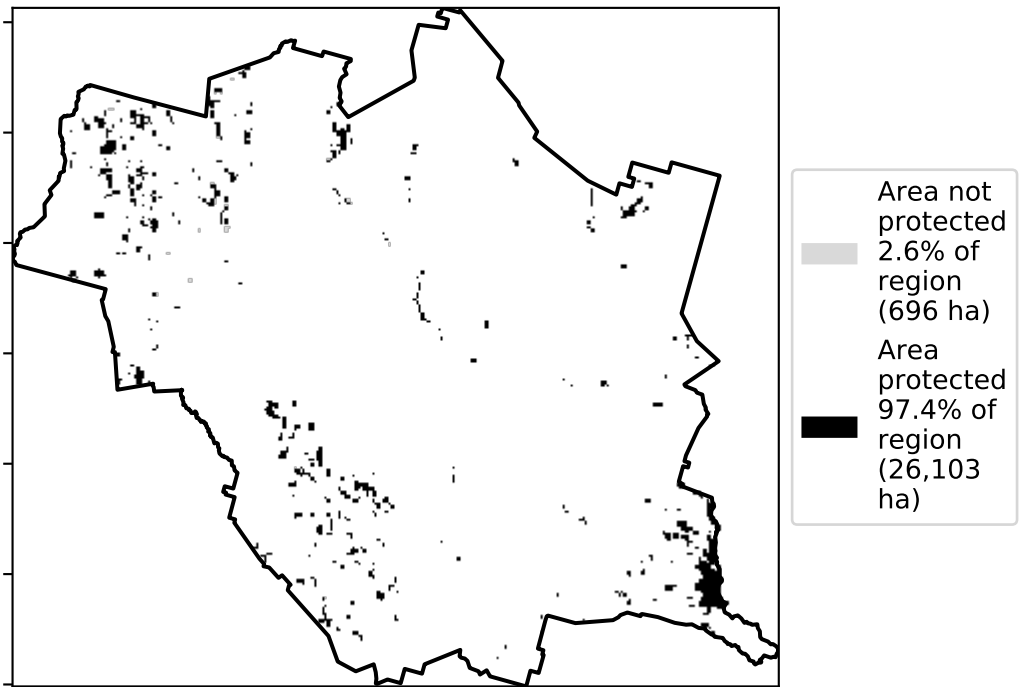 Area not
protected
2.6% of
region
(696 ha)
Area
protected
97.4% of
region
(26,103
ha)